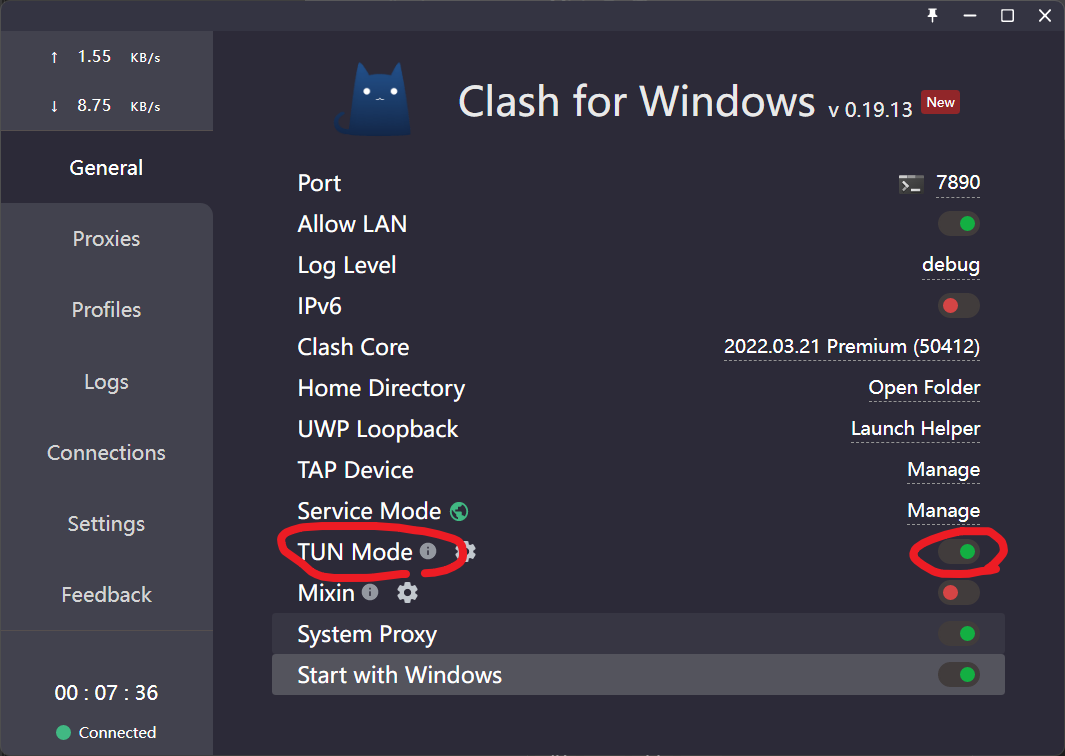 ↑ 1.55 KB/s
↓ 8.75 KB/s
General
Proxies
Profiles
Logs
Connections
Settings
Feedback
00 : 07 : 36
Connected
Clash for Windows v 0.19.13 New
Port 7890
Allow LAN
Log Level debug
IPv6
Clash Core 2022.03.21 Premium (50412)
Home Directory Open Folder
UWP Loopback Launch Helper
TAP Device Manage
Service Mode Manage
TUN Mode
Mixin
System Proxy
Start with Windows